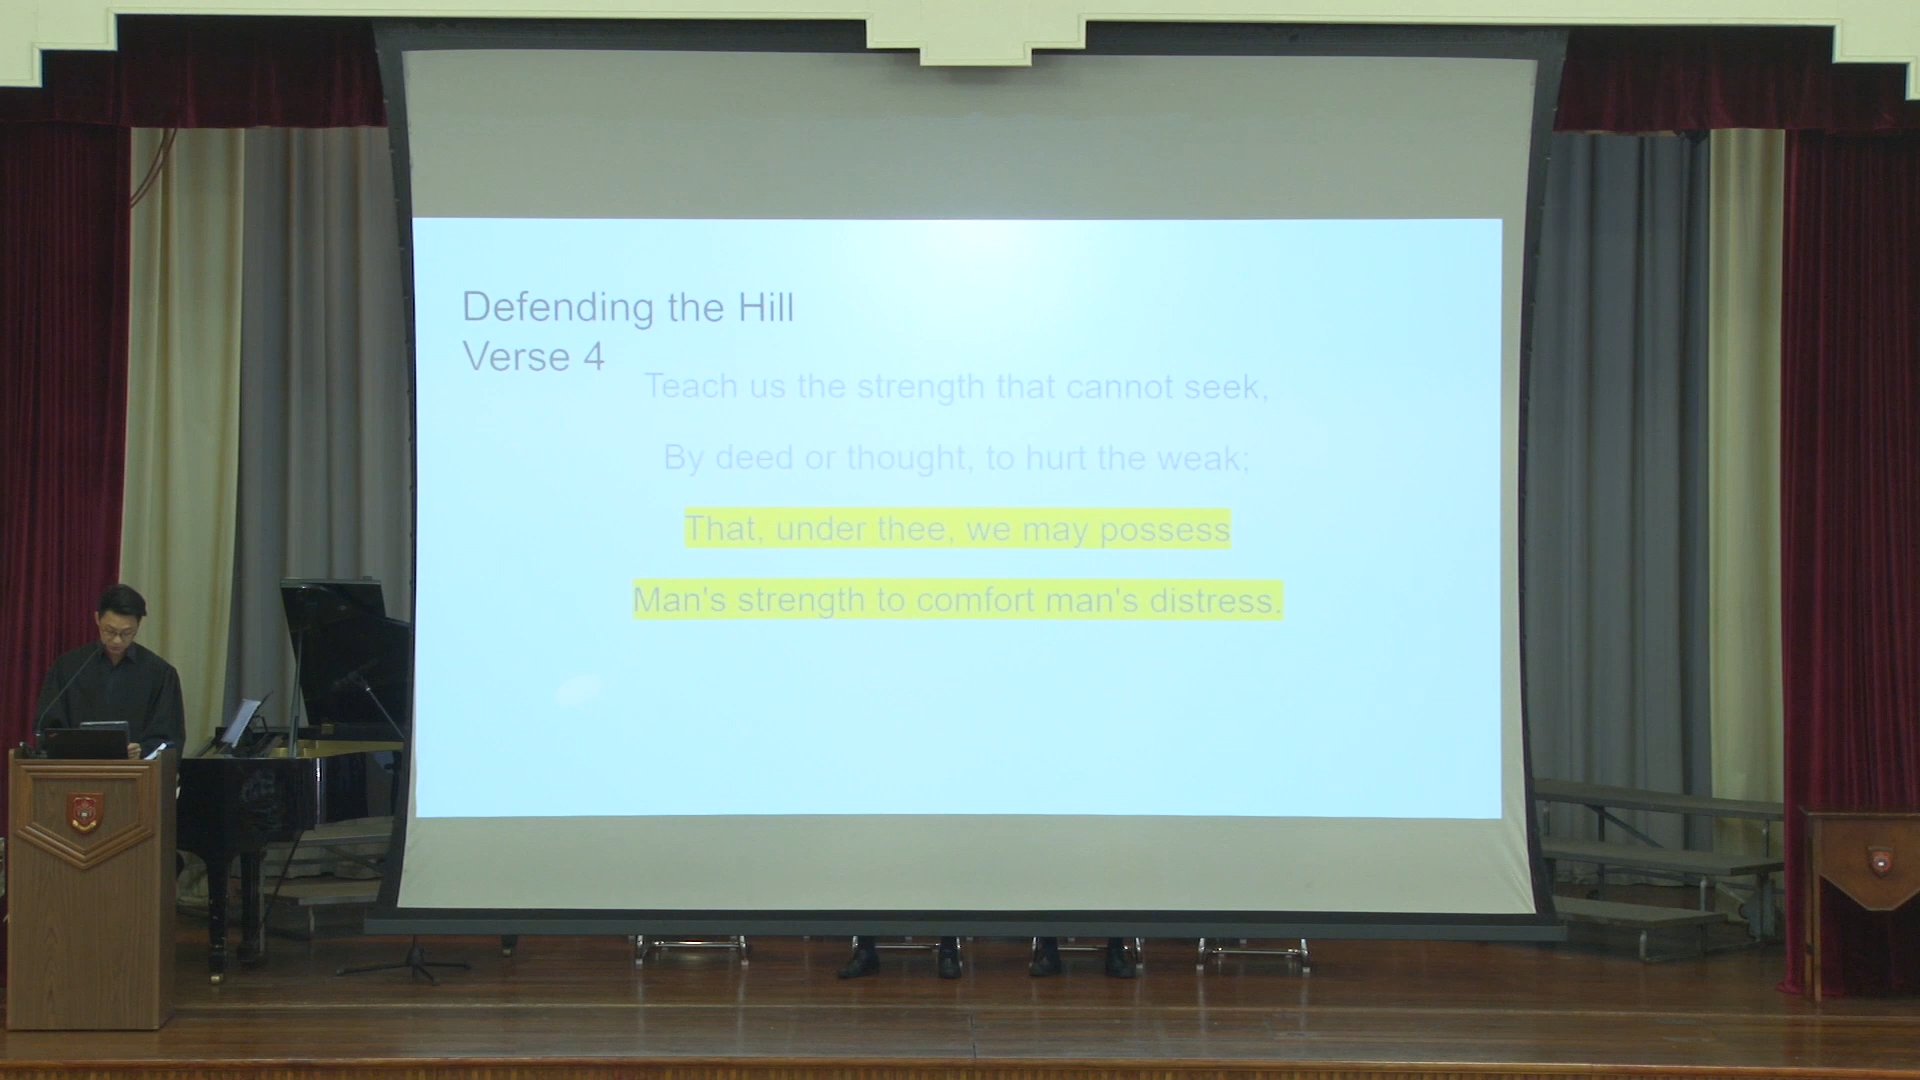 Defending the Hill
Verse 4
Teach us the strength that cannot seek,
By deed or thought, to hurt the weak;
That, under thee, we may possess
Man's strength to comfort man's distress.